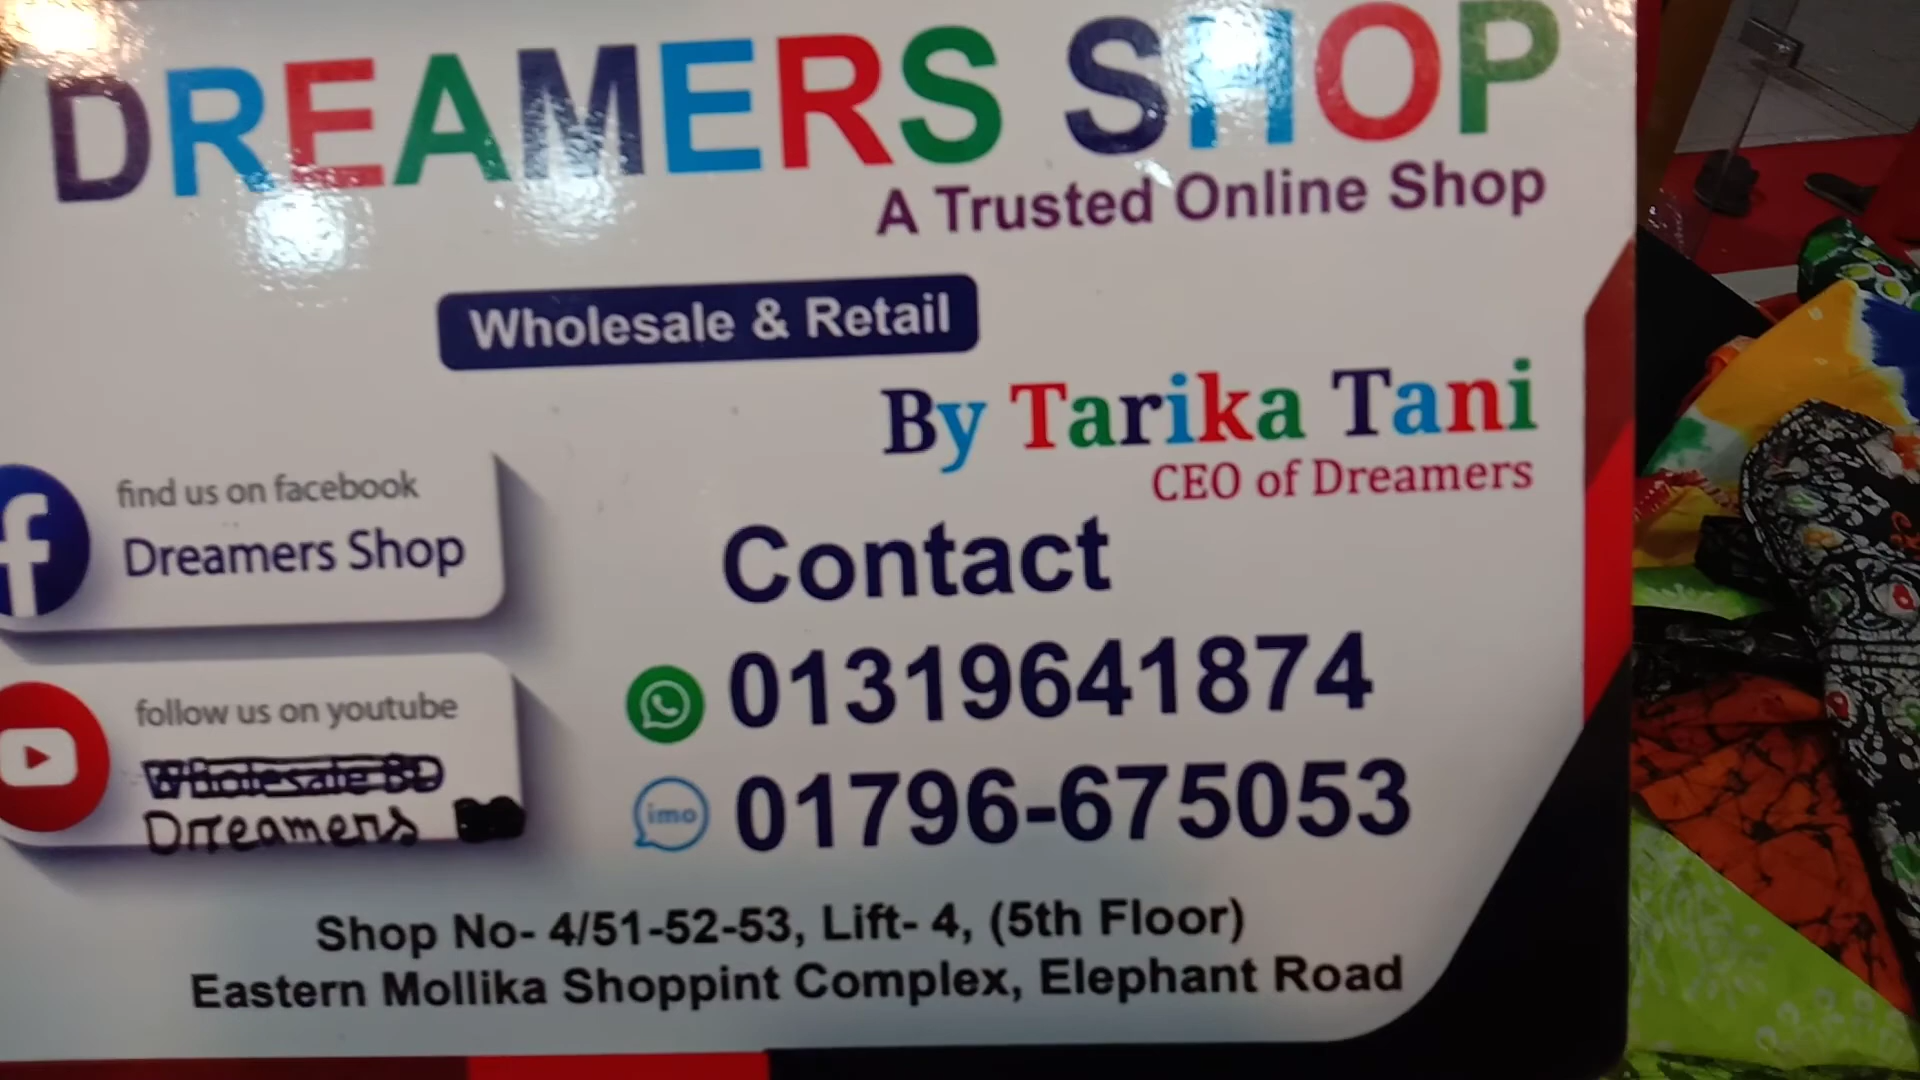 DREAMERS SHOP
A Trusted Online Shop
Wholesale & Retail
By Tarika Tani
CEO of Dreamers
find us on facebook
Dreamers Shop
follow us on youtube
Wholesale BD
Dreamers
Contact
01319641874
imo 01796-675053
Shop No- 4/51-52-53, Lift- 4, (5th Floor)
Eastern Mollika Shoppint Complex, Elephant Road